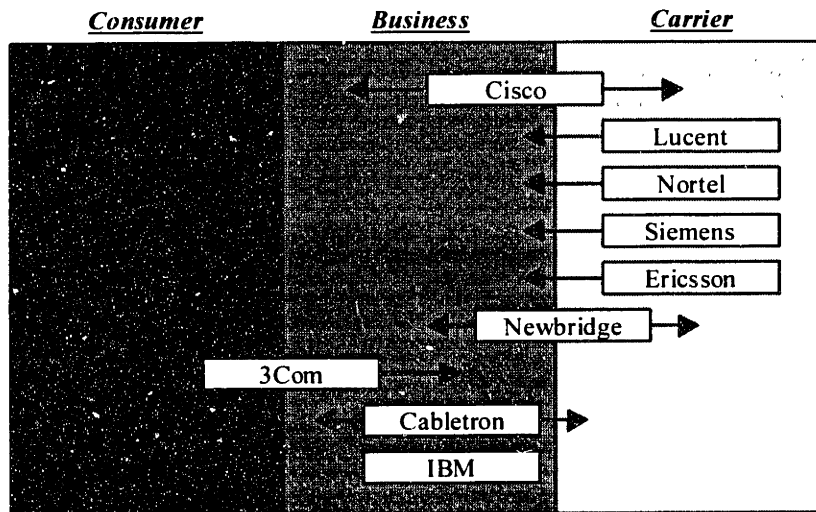 Consumer Business Carrier
Cisco
Lucent
Nortel
Siemens
Ericsson
Newbridge
3Com
Cabletron
IBM